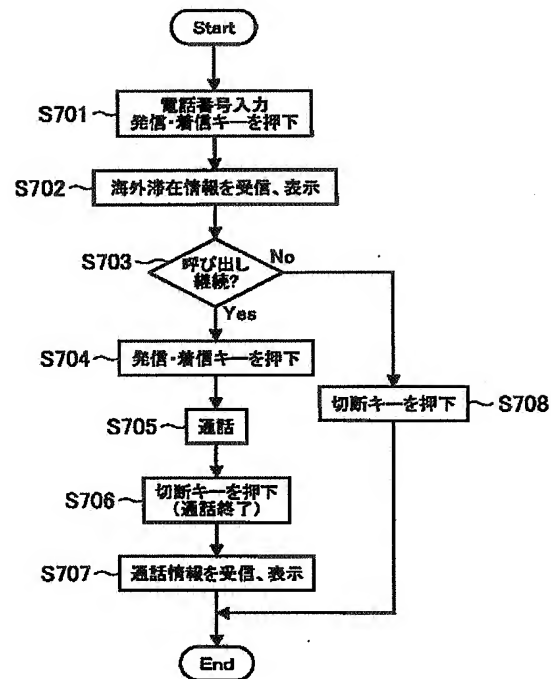 Start
S701
電話番号入力
発信・着信キーを押下
S702
海外滞在情報を受信、表示
S703
呼び出し
継続?
No
Yes
S704
発信・着信キーを押下
切断キーを押下
S708
S705
通話
S706
切断キーを押下
(通話終了)
S707
通話情報を受信、表示
End